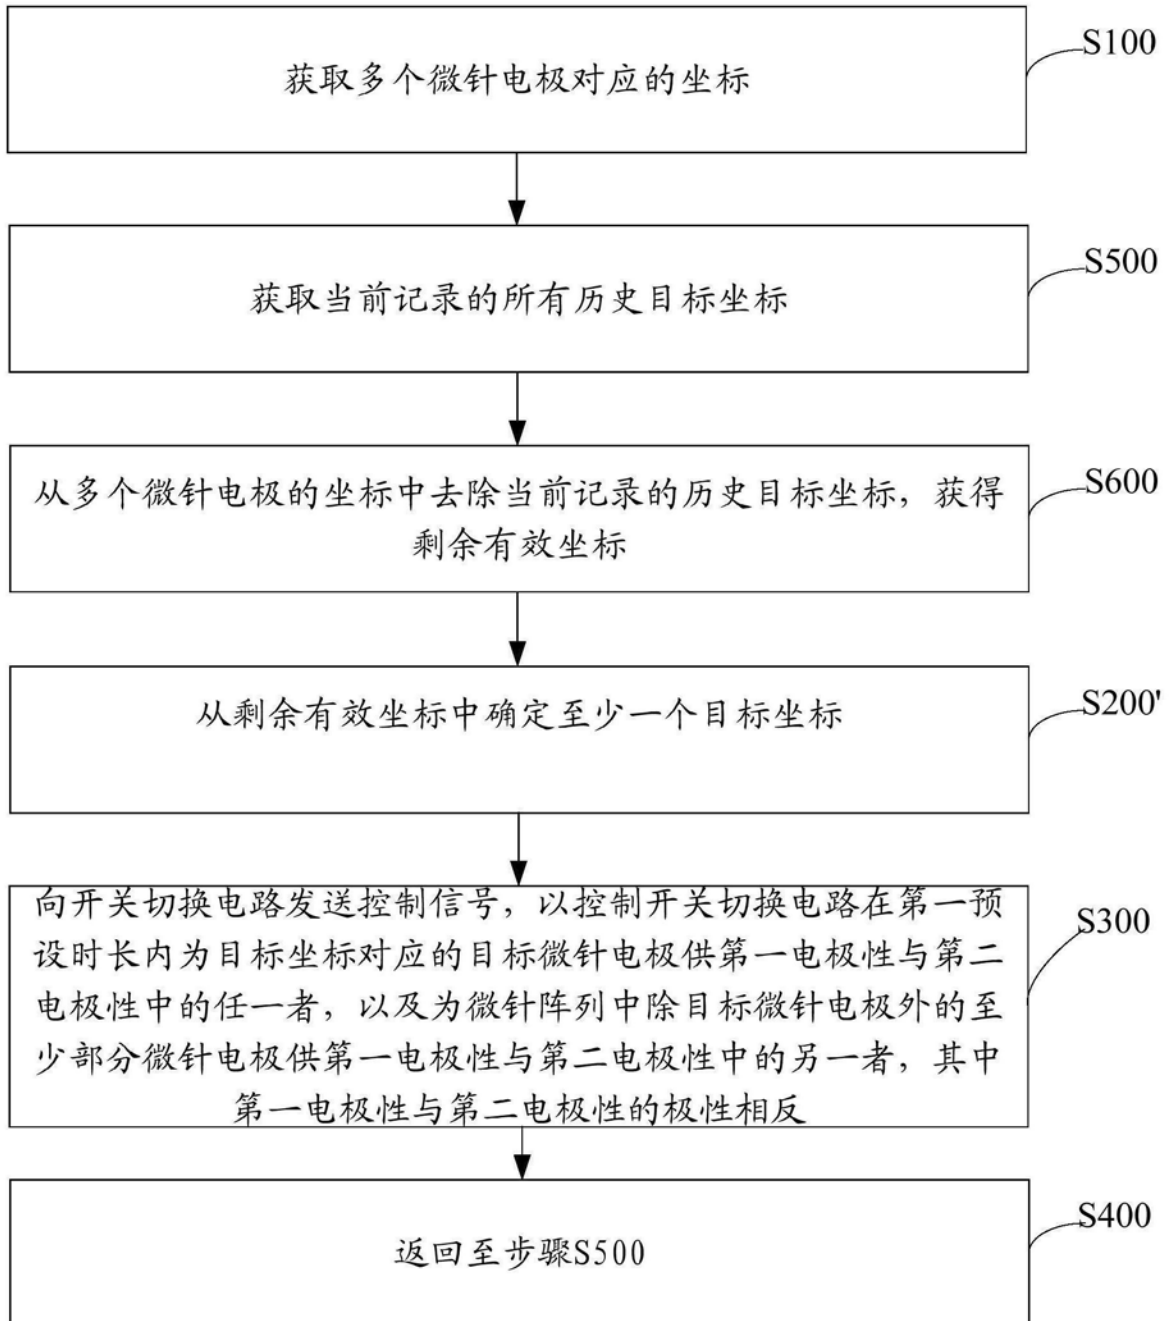 获取多个微针电极对应的坐标
S100
获取当前记录的所有历史目标坐标
S500
从多个微针电极的坐标中去除当前记录的历史目标坐标，获得
剩余有效坐标
S600
从剩余有效坐标中确定至少一个目标坐标
S200'
向开关切换电路发送控制信号，以控制开关切换电路在第一预
设时长内为目标坐标对应的目标微针电极供第一电极性与第二
电极性中的任一者，以及为微针阵列中除目标微针电极外的至
少部分微针电极供第一电极性与第二电极性中的另一者，其中
第一电极性与第二电极性的极性相反
S300
返回至步骤S500
S400